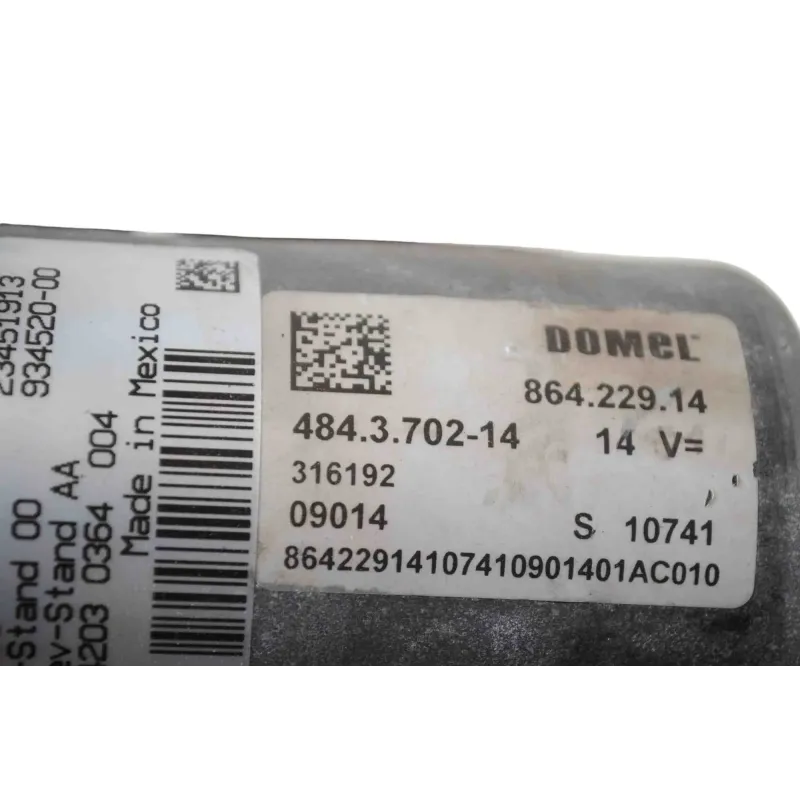 23451913
934520-00
Made in Mexico
-Stand 00
ev-Stand AA
4203 0364 004
DOMEL
864.229.14
484.3.702-14
14 V=
316192
09014
S 10741
86422914107410901401AC010